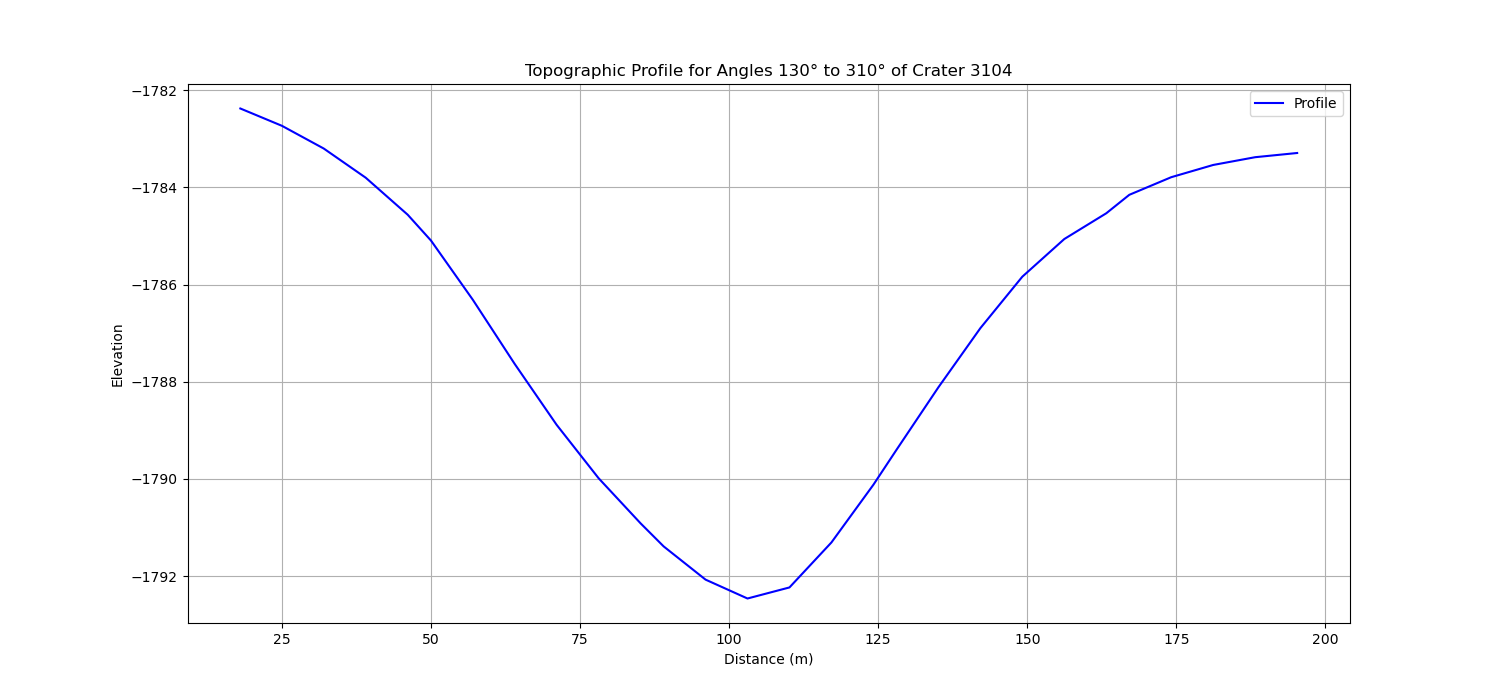 Topographic Profile for Angles 130° to 310° of Crater 3104
Profile
Elevation
−1782
−1784
−1786
−1788
−1790
−1792
25 50 75 100 125 150 175 200
Distance (m)